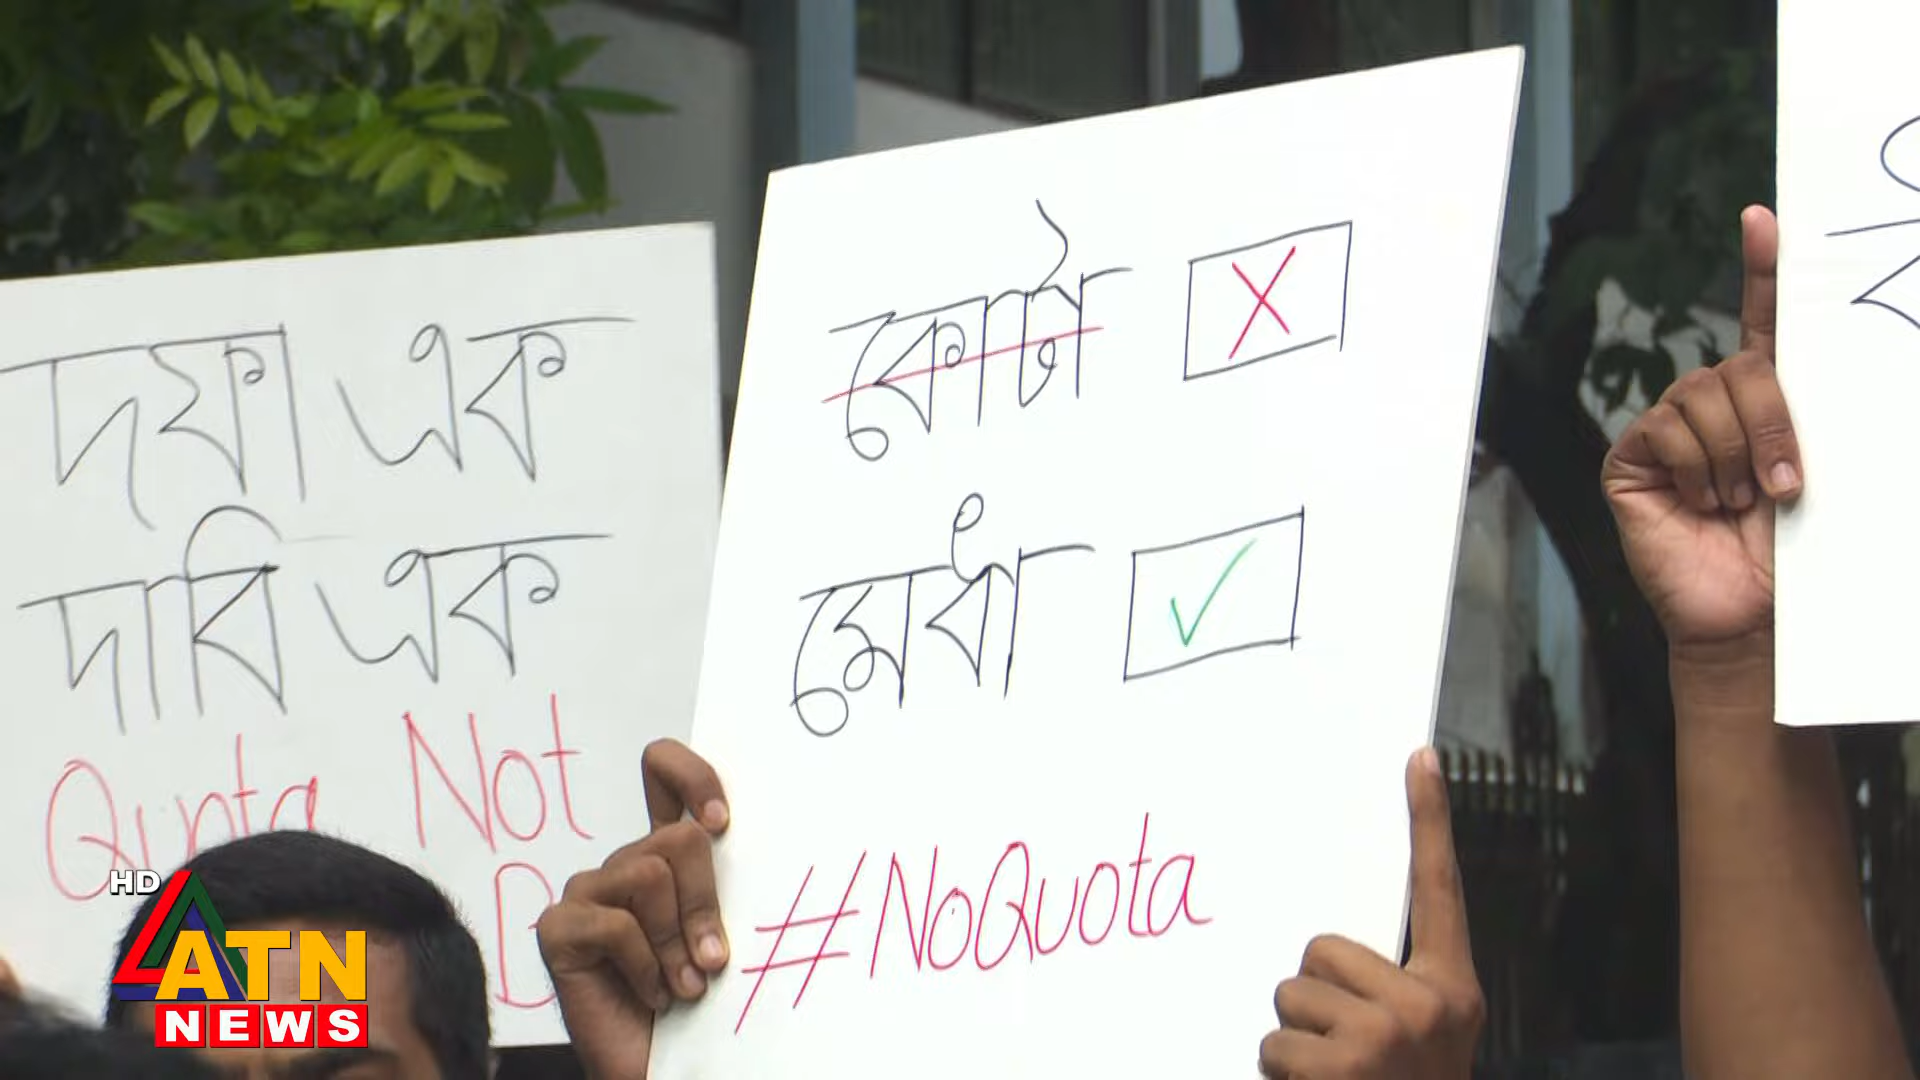 দফা এক
দাবি এক
Quota Not
কোটা X
মেধা ✓
#NoQuota
HD
ATN
NEWS